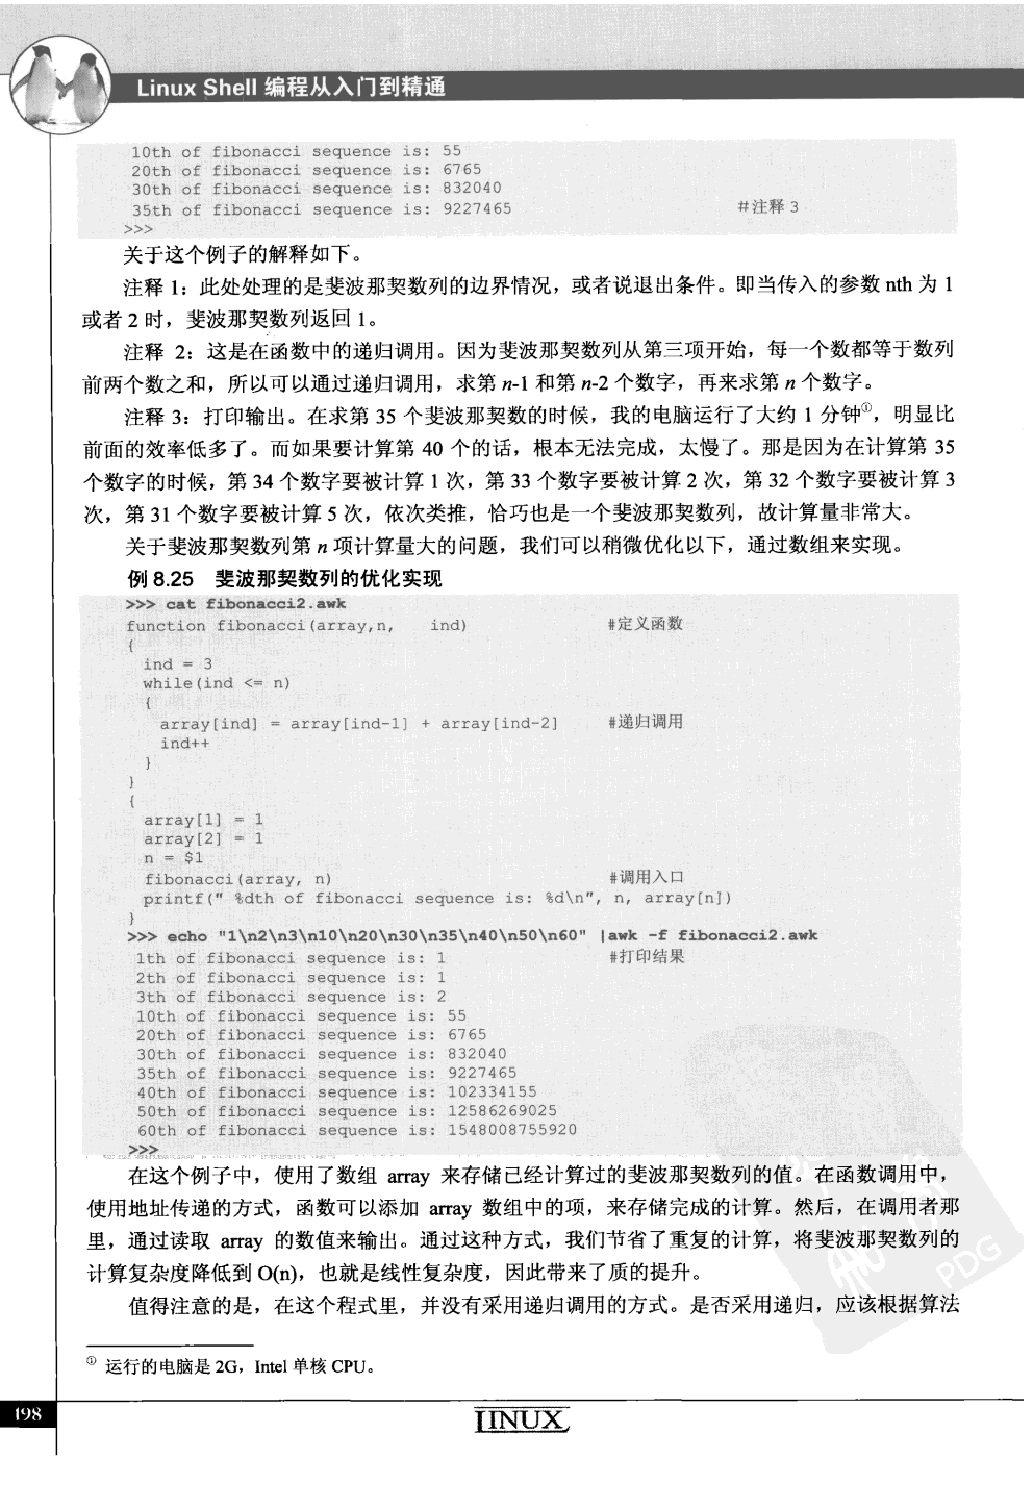 Linux Shell 编程从入门到精通
10th of fibonacci sequence is: 55
20th of fibonacci sequence is: 6765
30th of fibonacci sequence is: 832040
35th of fibonacci sequence is: 9227465 #注释 3
>>>
关于这个例子的解释如下。
注释 1：此处处理的是斐波那契数列的边界情况，或者说退出条件。即当传入的参数 nth 为 1
或者 2 时，斐波那契数列返回 1。
注释 2：这是在函数中的递归调用。因为斐波那契数列从第三项开始，每一个数都等于数列
前两个数之和，所以可以通过递归调用，求第 n-1 和第 n-2 个数字，再来求第 n 个数字。
注释 3：打印输出。在求第 35 个斐波那契数的时候，我的电脑运行了大约 1 分钟①，明显比
前面的效率低多了。而如果要计算第 40 个的话，根本无法完成，太慢了。那是因为在计算第 35
个数字的时候，第 34 个数字要被计算 1 次，第 33 个数字要被计算 2 次，第 32 个数字要被计算 3
次，第 31 个数字要被计算 5 次，依次类推，恰巧也是一个斐波那契数列，故计算量非常大。
关于斐波那契数列第 n 项计算量大的问题，我们可以稍微优化以下，通过数组来实现。
例 8.25 斐波那契数列的优化实现
>>> cat fibonacci2.awk
function fibonacci(array,n, ind) #定义函数
{
ind = 3
while(ind <= n)
{
array[ind] = array[ind-1] + array[ind-2] #递归调用
ind++
}
}
{
array[1] = 1
array[2] = 1
n = $1
fibonacci(array, n) #调用入口
printf(" %dth of fibonacci sequence is: %d\n", n, array[n])
}
>>> echo "1\n2\n3\n10\n20\n30\n35\n40\n50\n60" |awk -f fibonacci2.awk
1th of fibonacci sequence is: 1 #打印结果
2th of fibonacci sequence is: 1
3th of fibonacci sequence is: 2
10th of fibonacci sequence is: 55
20th of fibonacci sequence is: 6765
30th of fibonacci sequence is: 832040
35th of fibonacci sequence is: 9227465
40th of fibonacci sequence is: 102334155
50th of fibonacci sequence is: 12586269025
60th of fibonacci sequence is: 1548008755920
>>>
在这个例子中，使用了数组 array 来存储已经计算过的斐波那契数列的值。在函数调用中，
使用地址传递的方式，函数可以添加 array 数组中的项，来存储完成的计算。然后，在调用者那
里，通过读取 array 的数值来输出。通过这种方式，我们节省了重复的计算，将斐波那契数列的
计算复杂度降低到 O(n)，也就是线性复杂度，因此带来了质的提升。
值得注意的是，在这个程式里，并没有采用递归调用的方式。是否采用递归，应该根据算法
① 运行的电脑是 2G，Intel 单核 CPU。
198
LINUX
PDG